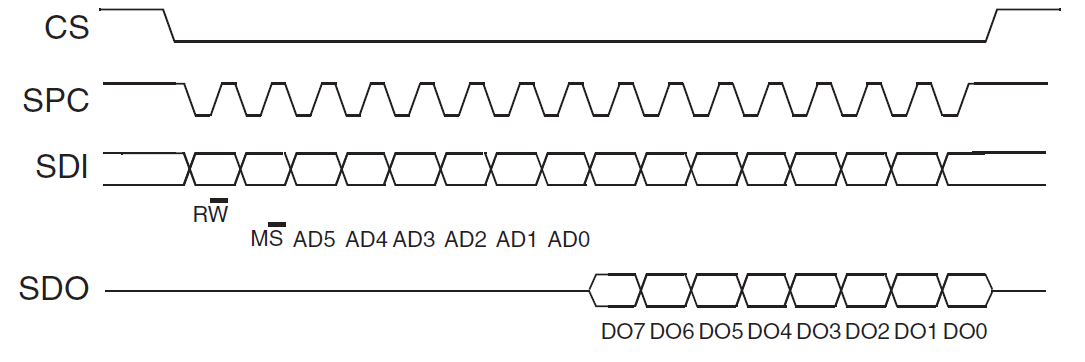 CS
SPC
SDI
RW̅
MS̅ AD5 AD4 AD3 AD2 AD1 AD0
SDO
DO7 DO6 DO5 DO4 DO3 DO2 DO1 DO0